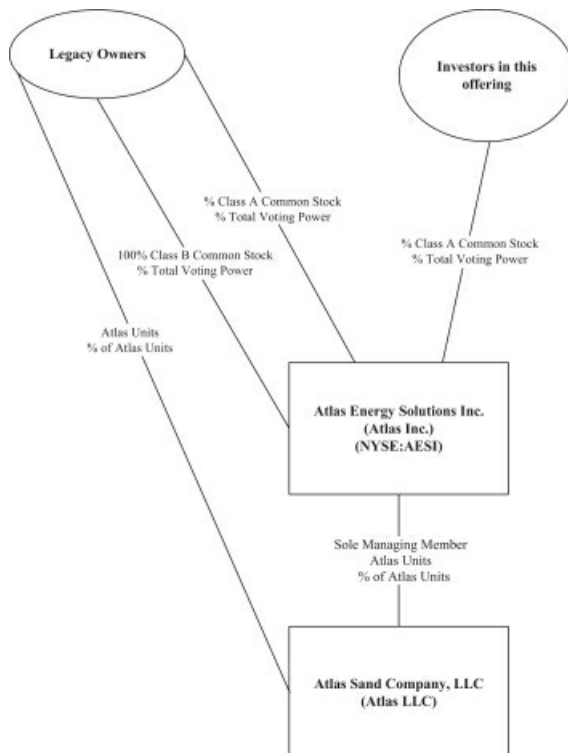 Legacy Owners
Investors in this
offering
% Class A Common Stock
% Total Voting Power
% Class A Common Stock
% Total Voting Power
100% Class B Common Stock
% Total Voting Power
Atlas Units
% of Atlas Units
Atlas Energy Solutions Inc.
(Atlas Inc.)
(NYSE:AESI)
Sole Managing Member
Atlas Units
% of Atlas Units
Atlas Sand Company, LLC
(Atlas LLC)